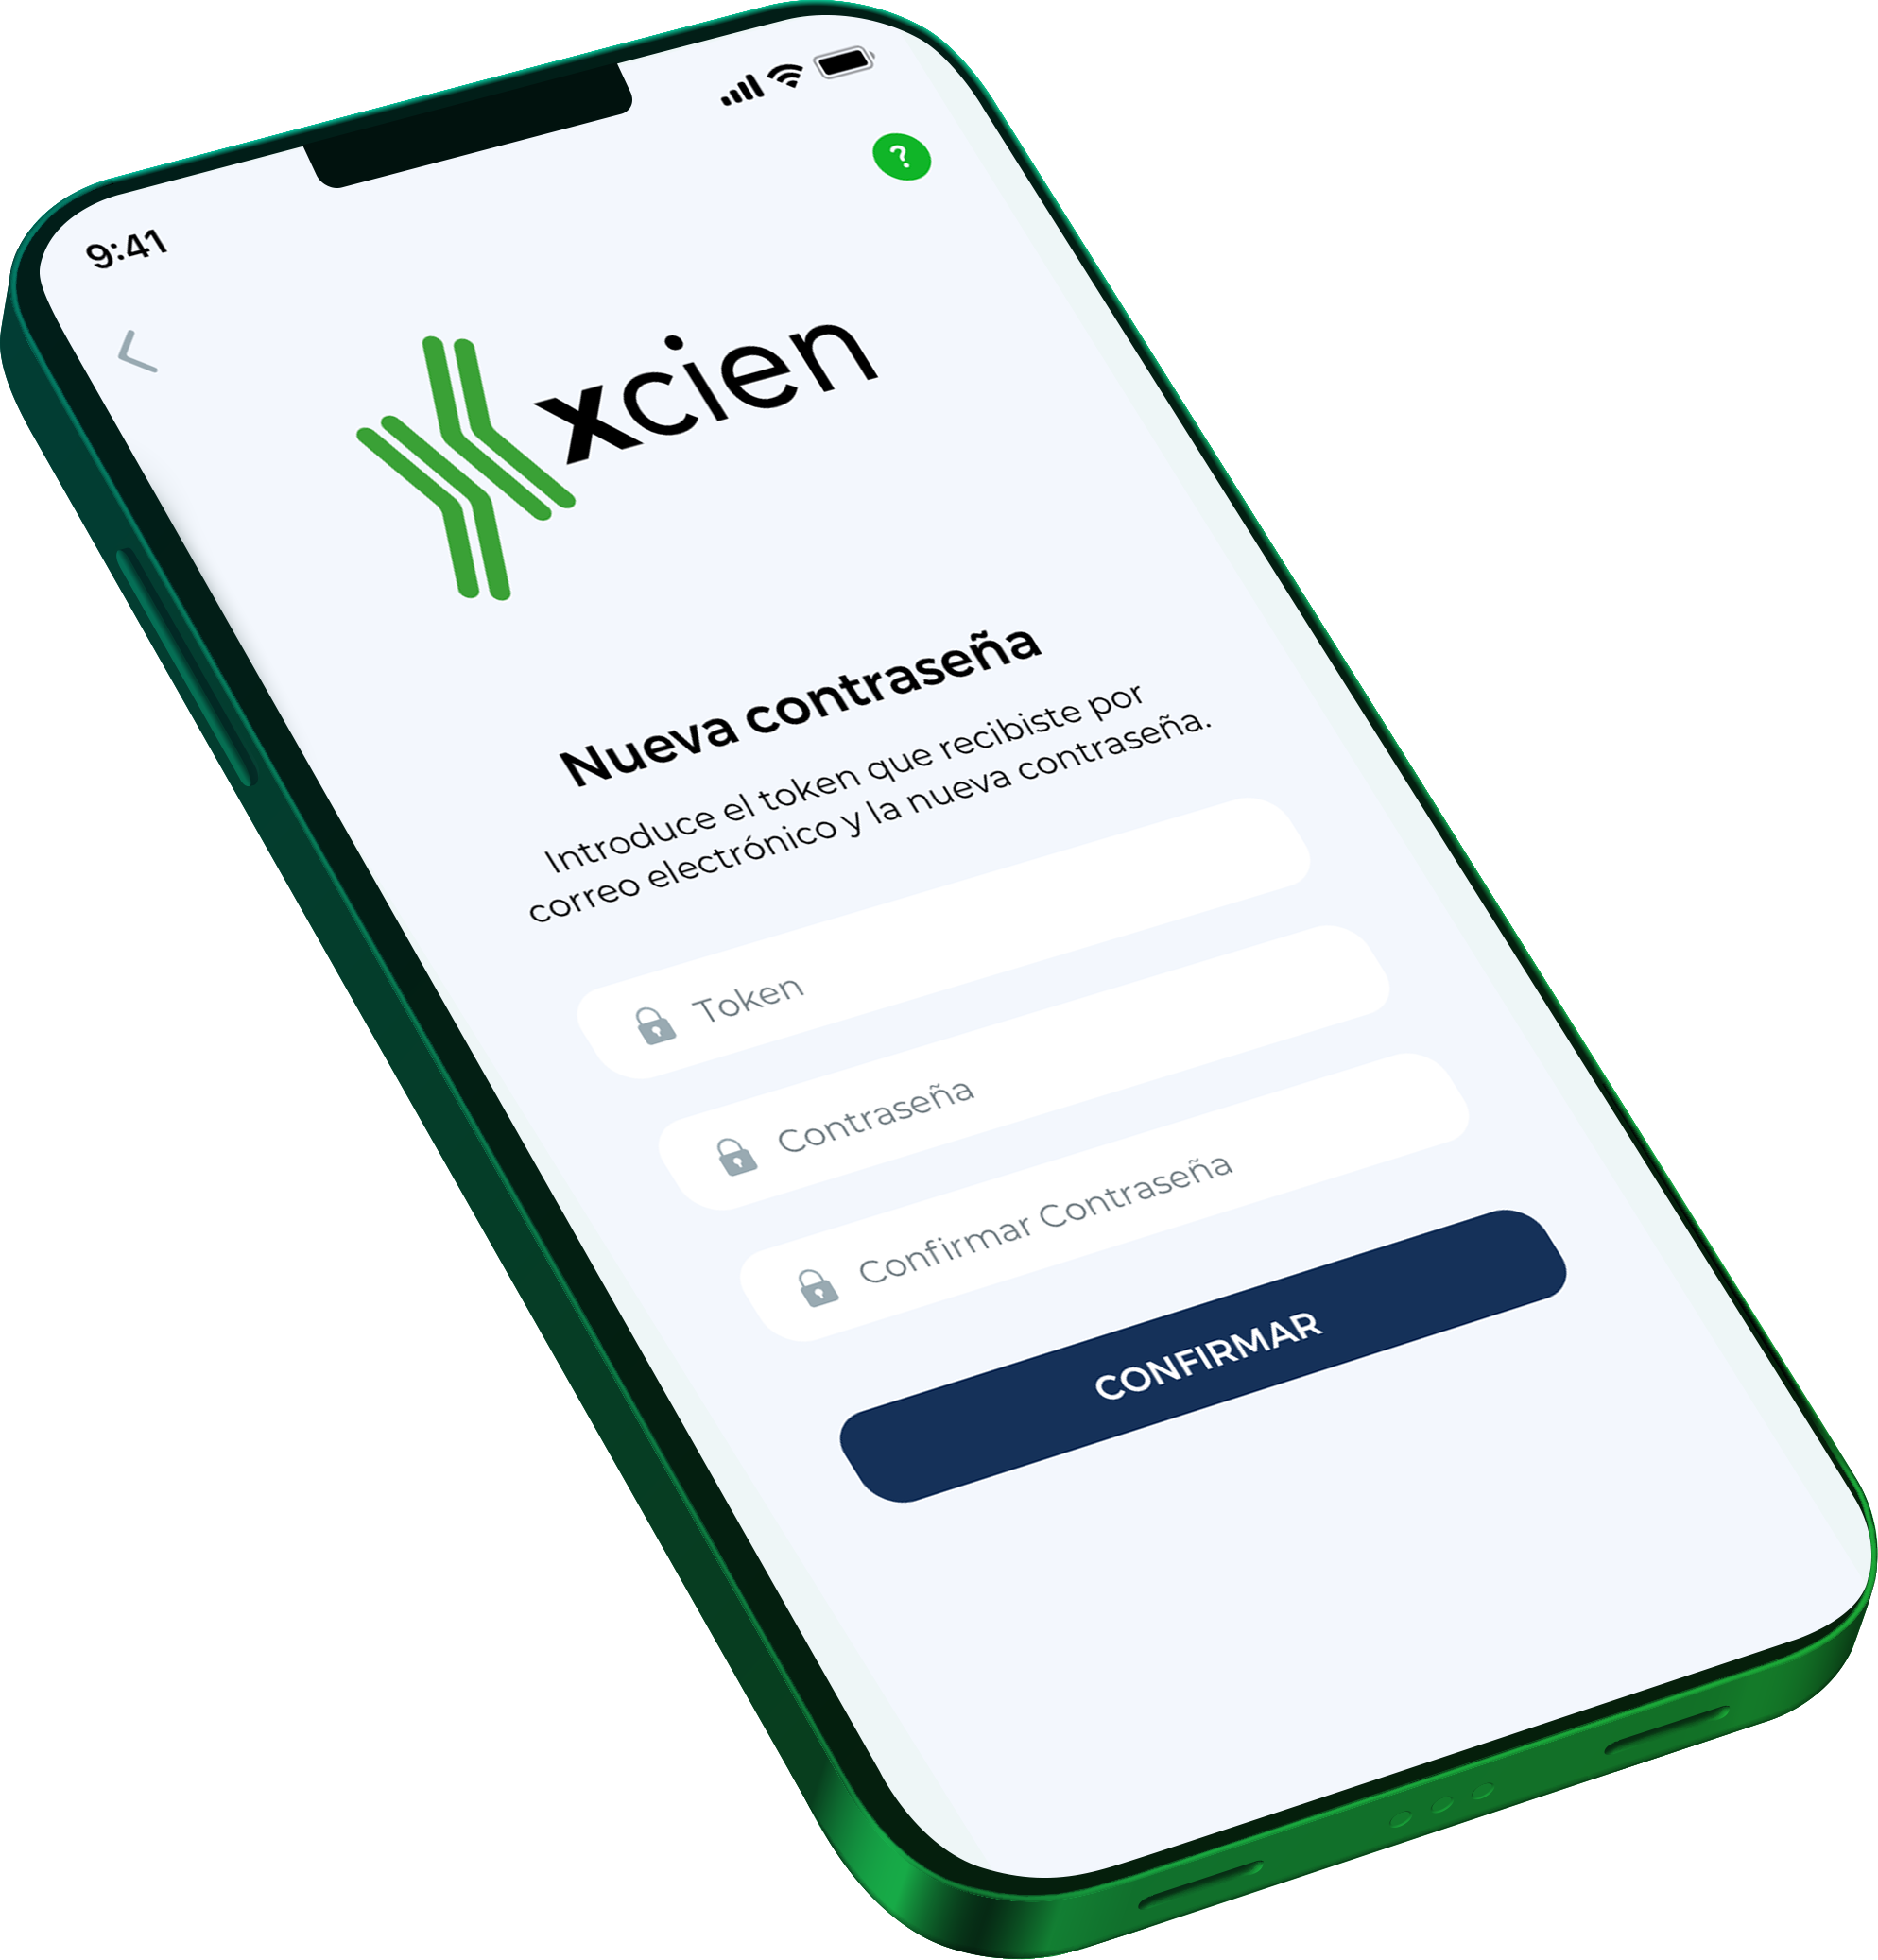 9:41
?
xcien
Nueva contraseña
Introduce el token que recibiste por
correo electrónico y la nueva contraseña.
Token
Contraseña
Confirmar Contraseña
CONFIRMAR